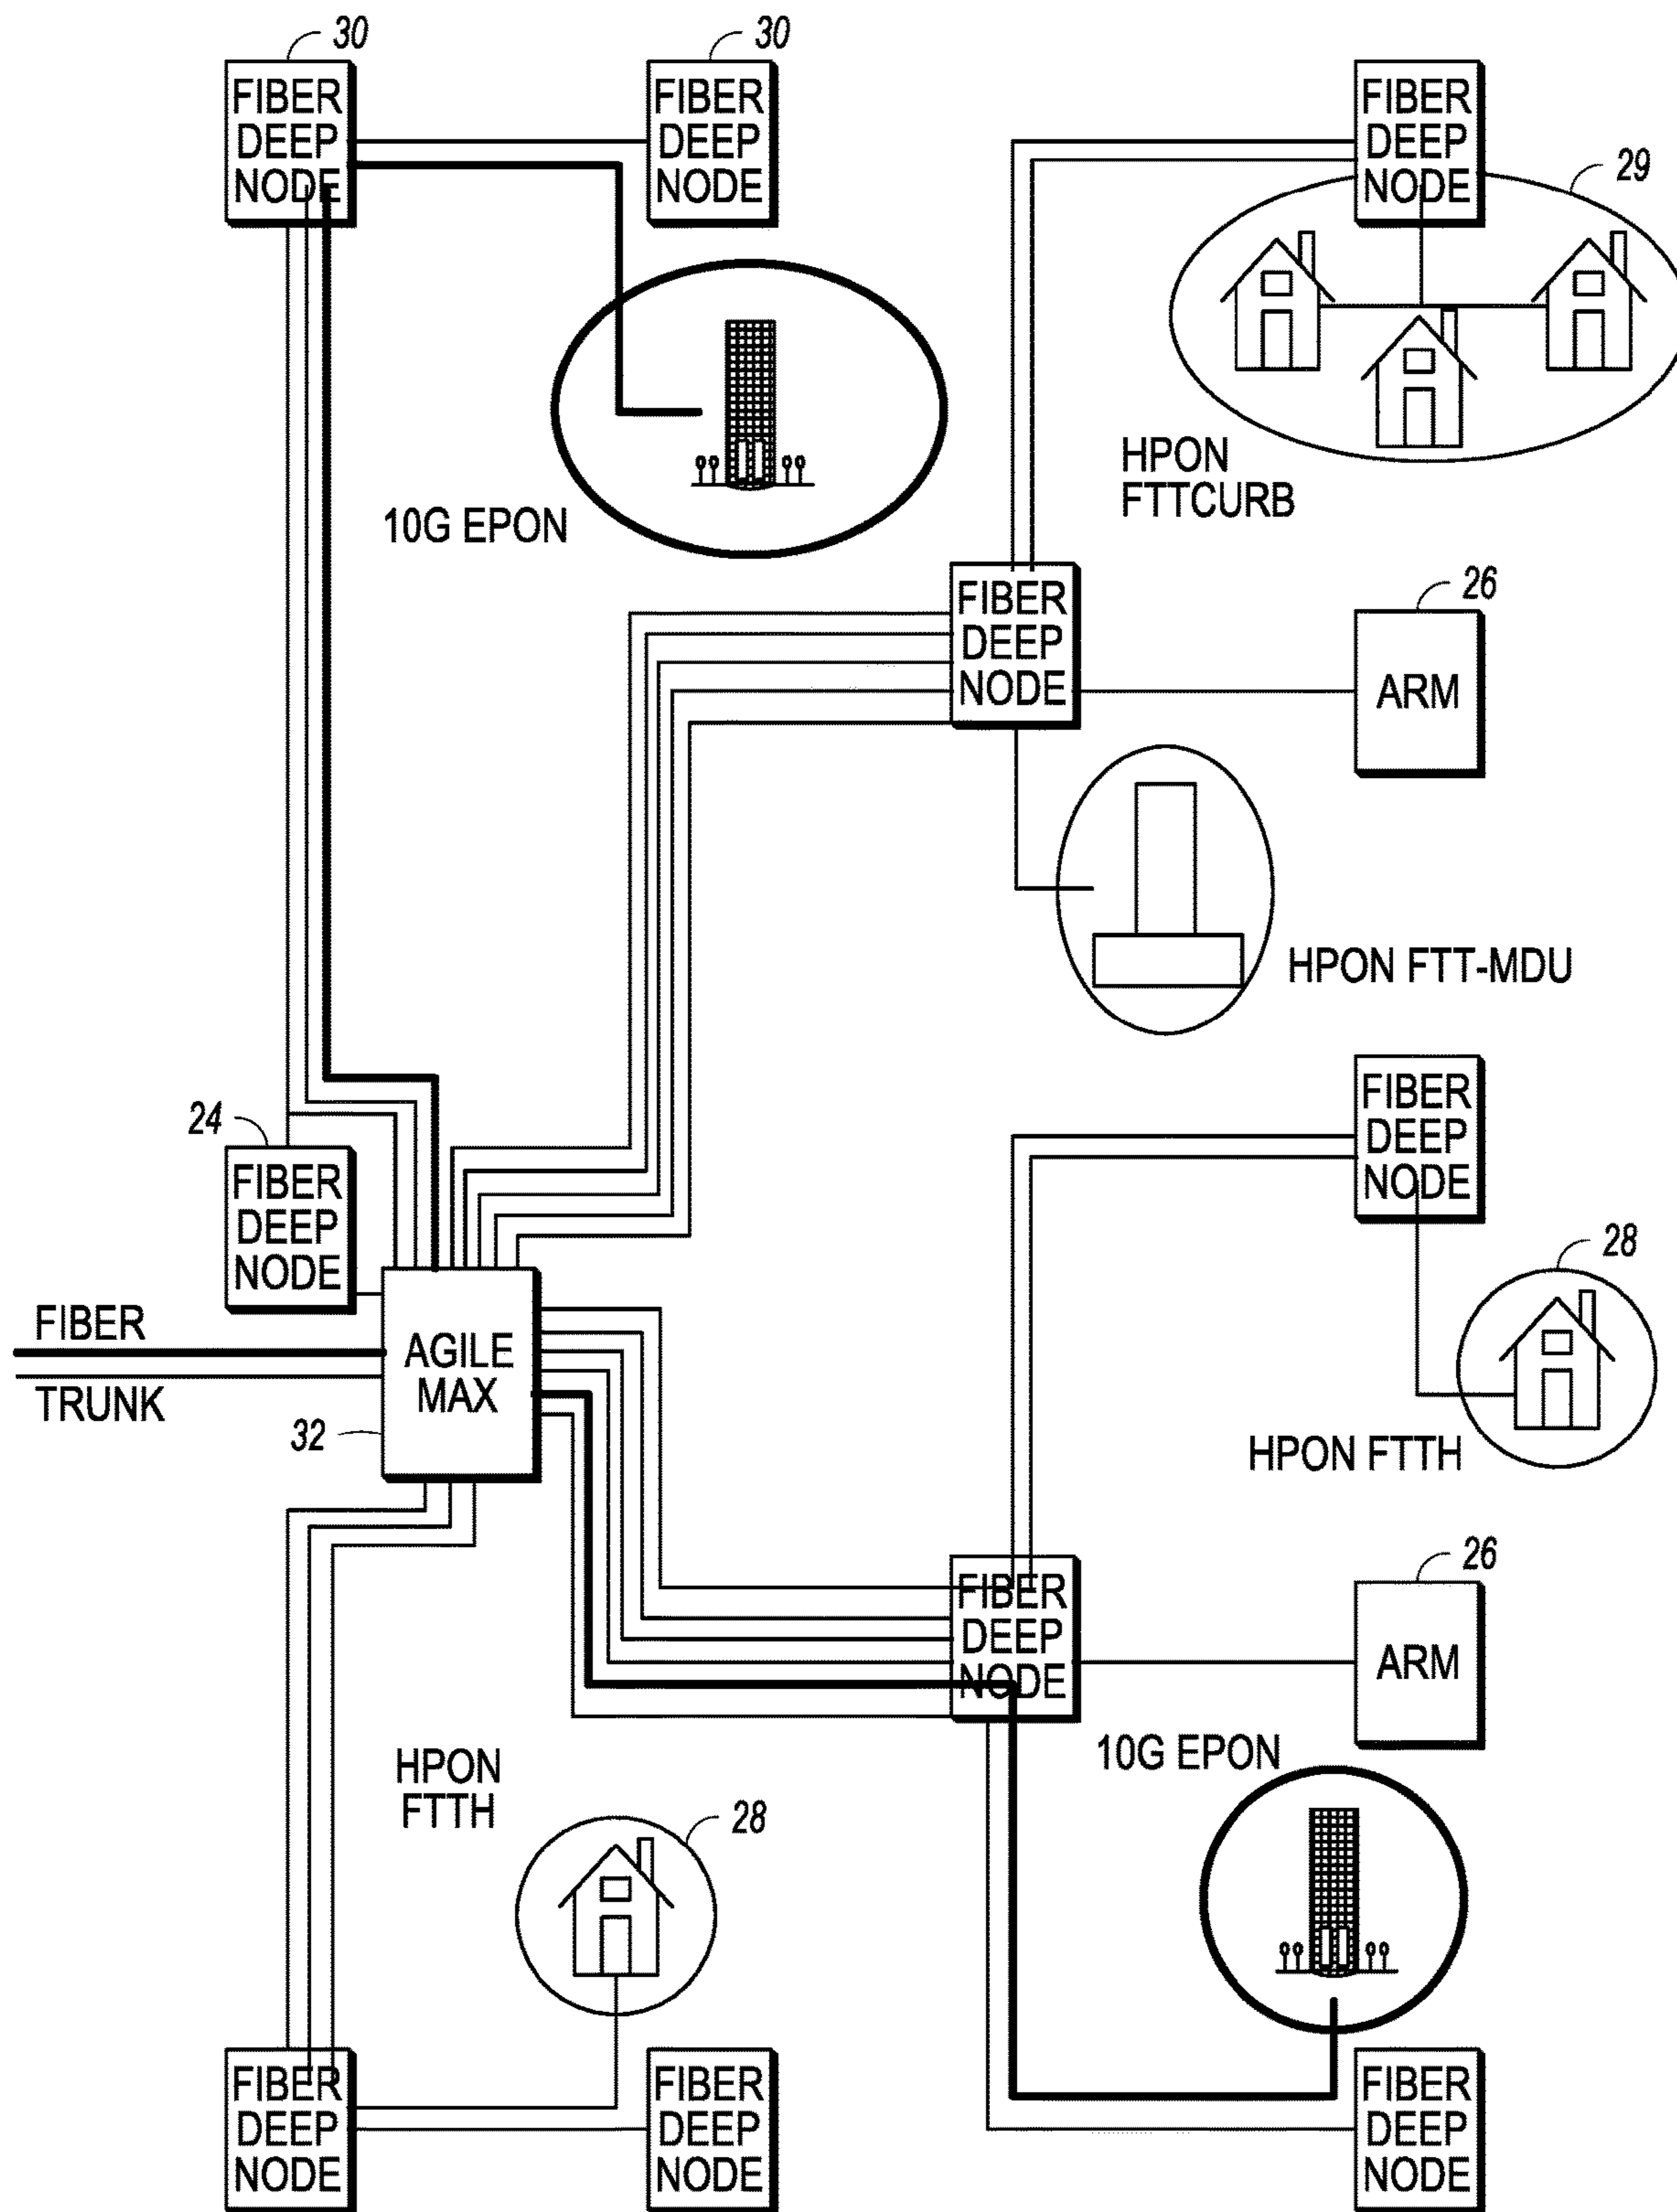 30
30
FIBER
DEEP
NODE
FIBER
DEEP
NODE
FIBER
DEEP
NODE
29
10G EPON
HPON
FTTCURB
FIBER
DEEP
NODE
26
ARM
HPON FTT-MDU
24
FIBER
DEEP
NODE
FIBER
DEEP
NODE
28
HPON FTTH
FIBER
TRUNK
AGILE
MAX
32
FIBER
DEEP
NODE
26
ARM
10G EPON
HPON
FTTH
28
FIBER
DEEP
NODE
FIBER
DEEP
NODE
FIBER
DEEP
NODE